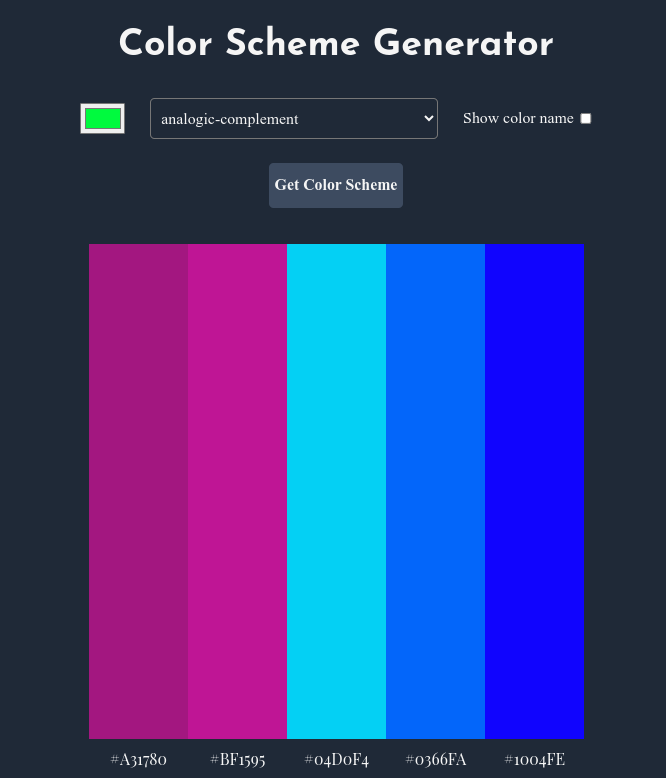 Color Scheme Generator
analogic-complement
Show color name
Get Color Scheme
#A31780 #BF1595 #04D0F4 #0366FA #1004FE